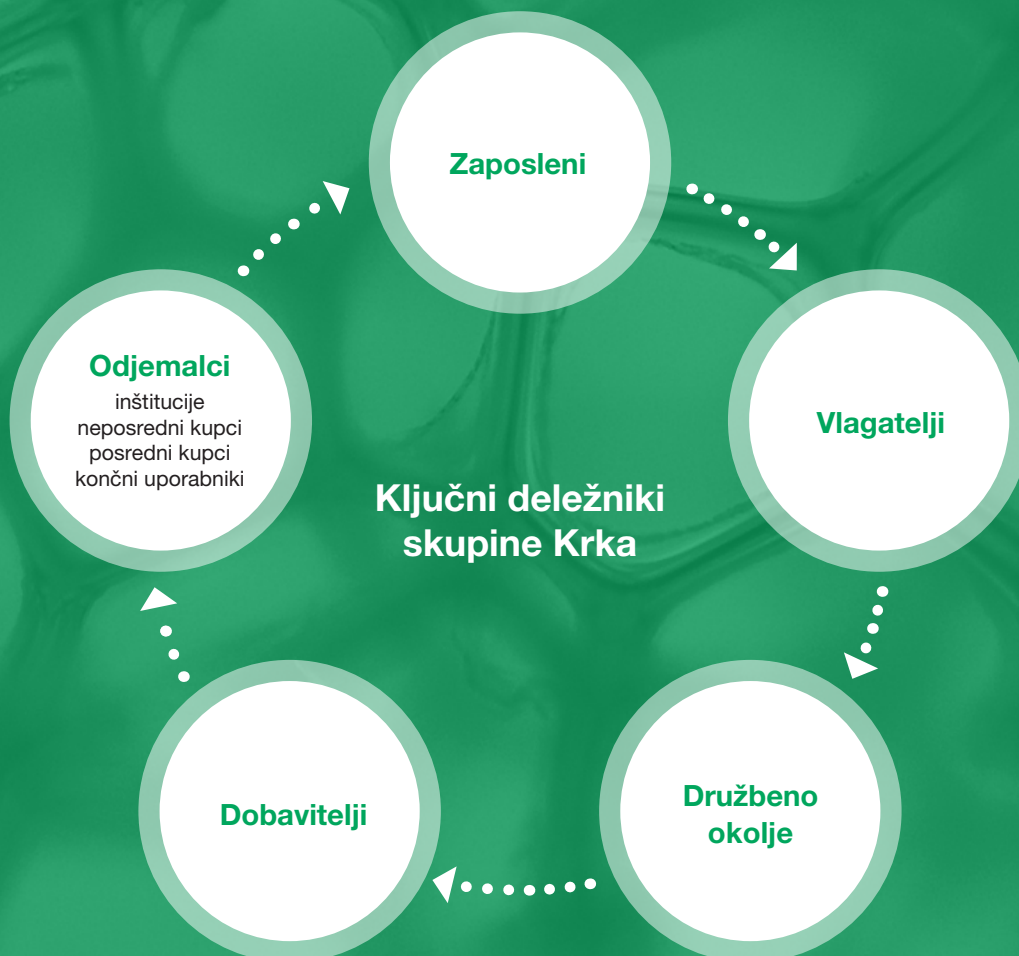 Zaposleni
Odjemalci
inštitucije
neposredni kupci
posredni kupci
končni uporabniki
Vlagatelji
Ključni deležniki
skupine Krka
Dobavitelji
Družbeno
okolje